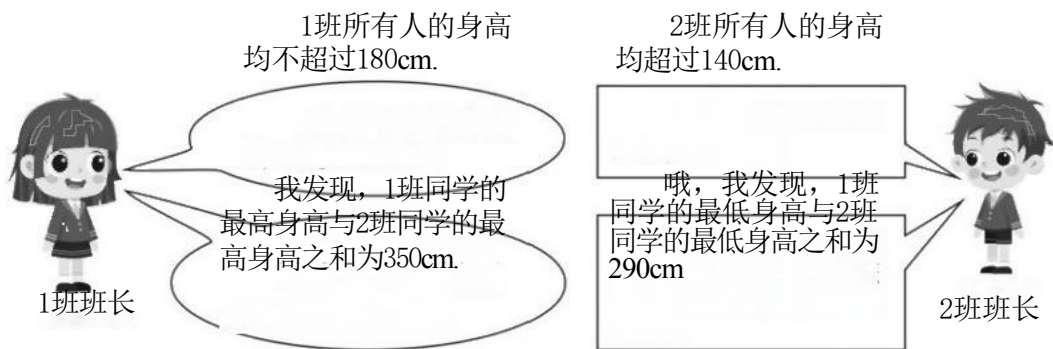 1班所有人的身高
均不超过180cm.
2班所有人的身高
均超过140cm.
我发现，1班同学的
最高身高与2班同学的最
高身高之和为350cm.
哦，我发现，1班
同学的最低身高与2班
同学的最低身高之和为
290cm
1班班长
2班班长